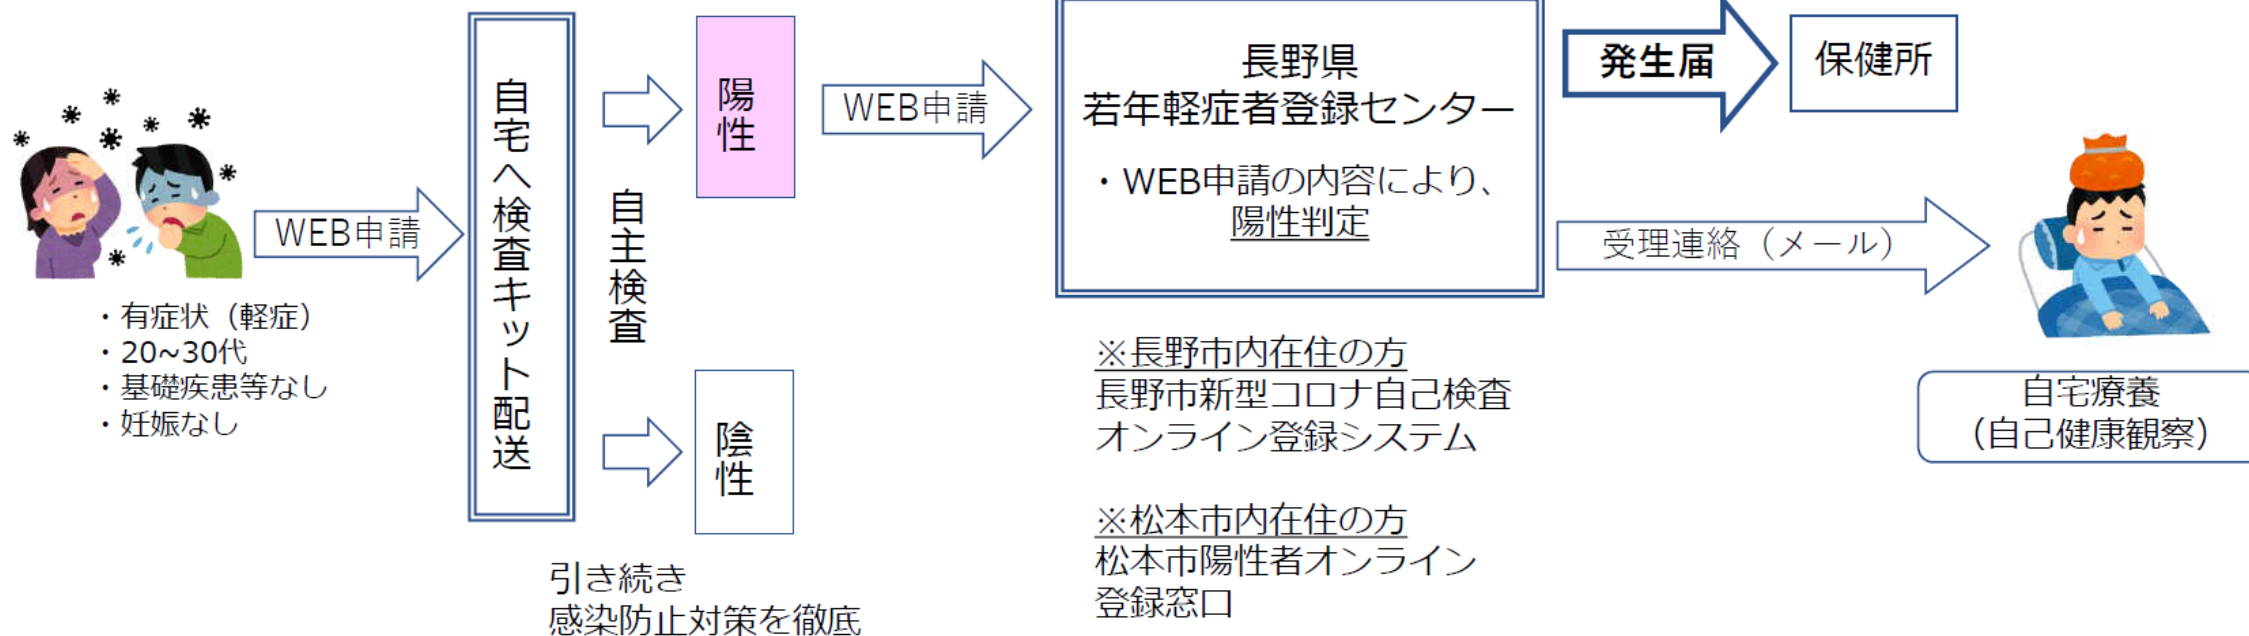 WEB申請
・有症状（軽症）
・20~30代
・基礎疾患等なし
・妊娠なし
自宅へ検査キット配送
自主検査
陽性
陰性
引き続き
感染防止対策を徹底
WEB申請
長野県
若年軽症者登録センター
・WEB申請の内容により、
陽性判定
※長野市内在住の方
長野市新型コロナ自己検査
オンライン登録システム
※松本市内在住の方
松本市陽性者オンライン
登録窓口
発生届
保健所
受理連絡（メール）
自宅療養
（自己健康観察）